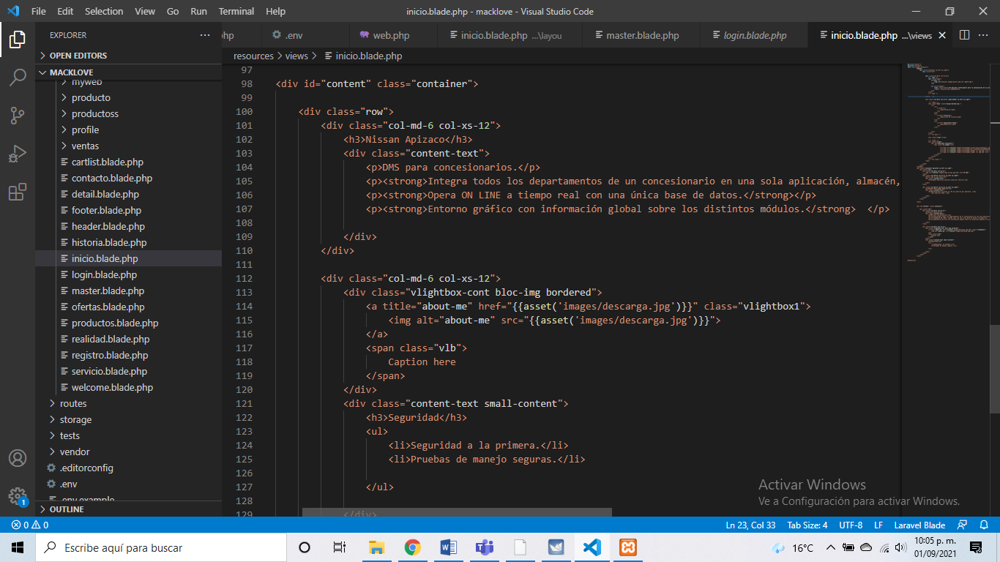 File Edit Selection View Go Run Terminal Help
inicio.blade.php - macklove - Visual Studio Code
EXPLORER
OPEN EDITORS
MACKLOVE
myweb
producto
productoss
profile
ventas
cartlist.blade.php
contacto.blade.php
detail.blade.php
footer.blade.php
header.blade.php
historia.blade.php
inicio.blade.php
login.blade.php
master.blade.php
ofertas.blade.php
productos.blade.php
realidad.blade.php
registro.blade.php
servicio.blade.php
welcome.blade.php
routes
storage
tests
vendor
.editorconfig
.env
.env.example
OUTLINE
.env web.php inicio.blade.php ...\layou master.blade.php login.blade.php inicio.blade.php ...\views
resources > views > inicio.blade.php
97
98 <div id="content" class="container">
99
100 <div class="row">
101 <div class="col-md-6 col-xs-12">
102 <h3>Nissan Apizaco</h3>
103 <div class="content-text">
104 <p>DMS para concesionarios.</p>
105 <p><strong>Integra todos los departamentos de un concesionario en una sola aplicación, almacén,
106 <p><strong>Opera ON LINE a tiempo real con una única base de datos.</strong></p>
107 <p><strong>Entorno gráfico con información global sobre los distintos módulos.</strong>  </p>
108
109 </div>
110 </div>
111
112 <div class="col-md-6 col-xs-12">
113 <div class="vlightbox-cont bloc-img bordered">
114 <a title="about-me" href="{{asset('images/descarga.jpg')}}" class="vlightbox1">
115 <img alt="about-me" src="{{asset('images/descarga.jpg')}}">
116 </a>
117 <span class="vlb">
118 Caption here
119 </span>
120 </div>
121 <div class="content-text small-content">
122 <h3>Seguridad</h3>
123 <ul>
124 <li>Seguridad a la primera.</li>
125 <li>Pruebas de manejo seguras.</li>
126
127 </ul>
128
129 </div>
Activar Windows
Ve a Configuración para activar Windows.
0 0 Ln 23, Col 33 Tab Size: 4 UTF-8 LF Laravel Blade
1
Escribe aquí para buscar
16°C
10:05 p. m.
01/09/2021